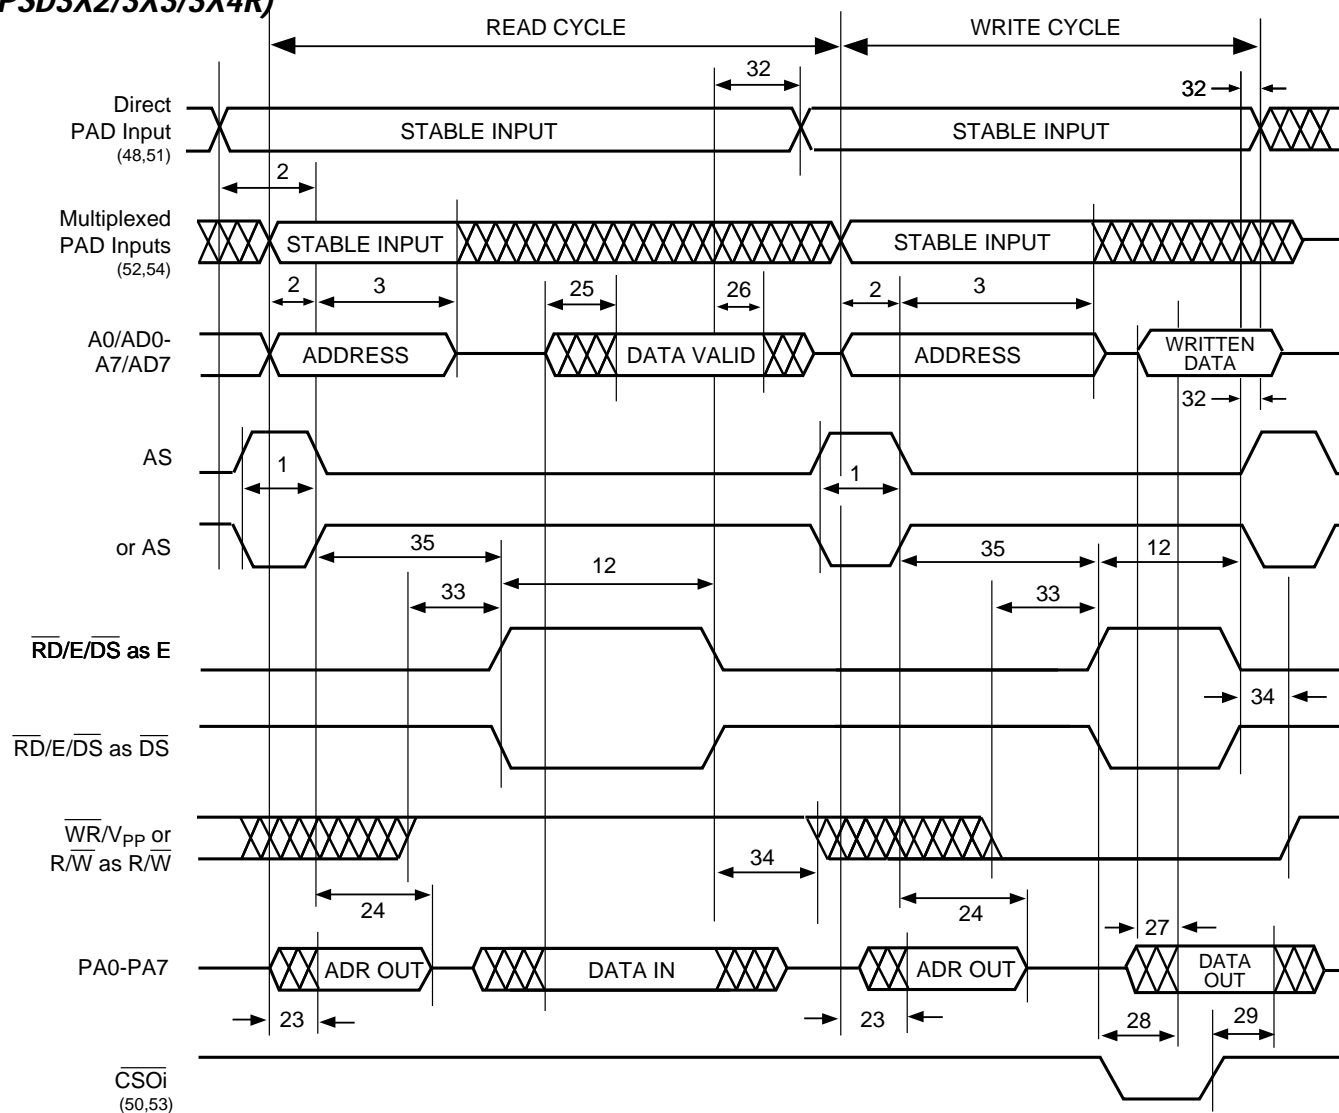 PSD3X2/3X3/3X4R)
READ CYCLE
WRITE CYCLE
32
32
Direct
PAD Input
(48,51)
STABLE INPUT
STABLE INPUT
2
Multiplexed
PAD Inputs
(52,54)
STABLE INPUT
STABLE INPUT
2
3
25
26
2
3
A0/AD0-
A7/AD7
ADDRESS
DATA VALID
ADDRESS
WRITTEN
DATA
32
AS
1
1
or AS
35
12
35
12
33
33
RD/E/DS as E
34
RD/E/DS as DS
WR/VPP or
R/W as R/W
34
24
24
27
PA0-PA7
ADR OUT
DATA IN
ADR OUT
DATA
OUT
23
23
28
29
CSOi
(50,53)